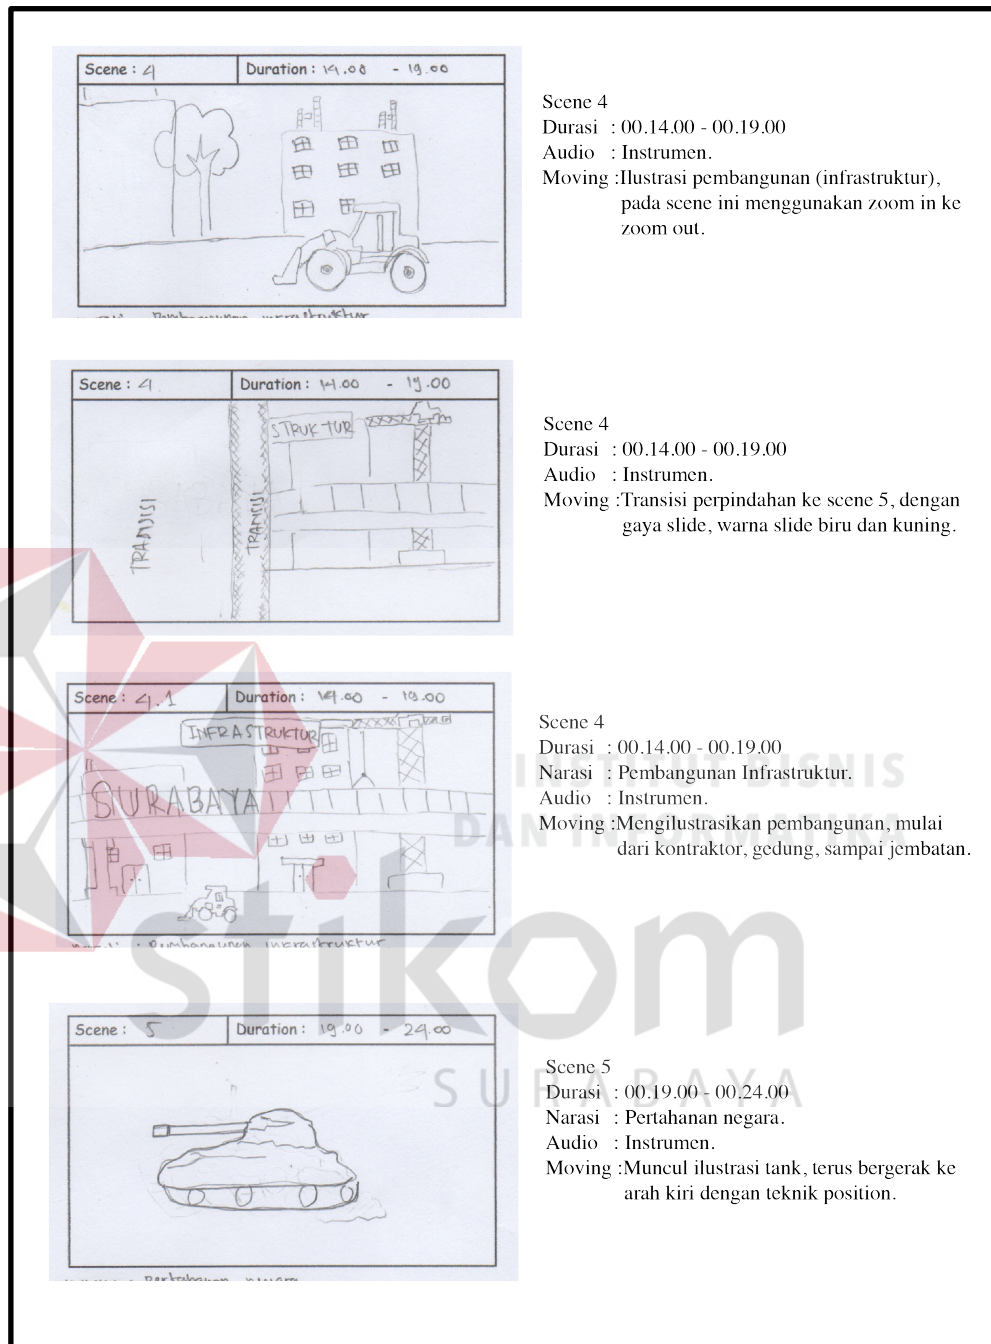 Scene : 4 Duration : 14.00 - 19.00
Scene 4
Durasi : 00.14.00 - 00.19.00
Audio : Instrumen.
Moving :Ilustrasi pembangunan (infrastruktur),
pada scene ini menggunakan zoom in ke
zoom out.
Pembangunan infrastruktur
Scene : 4 Duration : 14.00 - 19.00
STRUKTUR
TRANSISI
TRANSISI
Scene 4
Durasi : 00.14.00 - 00.19.00
Audio : Instrumen.
Moving :Transisi perpindahan ke scene 5, dengan
gaya slide, warna slide biru dan kuning.
Scene : 4.1 Duration : 14.00 - 19.00
INFRASTRUKTUR
SURABAYA
Scene 4
Durasi : 00.14.00 - 00.19.00
Narasi : Pembangunan Infrastruktur.
Audio : Instrumen.
Moving :Mengilustrasikan pembangunan, mulai
dari kontraktor, gedung, sampai jembatan.
Narasi : Pembangunan infrastruktur
INSTITUT BISNIS
DAN INFORMATIKA
stikom
SURABAYA
Scene : 5 Duration : 19.00 - 24.00
Scene 5
Durasi : 00.19.00 - 00.24.00
Narasi : Pertahanan negara.
Audio : Instrumen.
Moving :Muncul ilustrasi tank, terus bergerak ke
arah kiri dengan teknik position.
Pertahanan negara